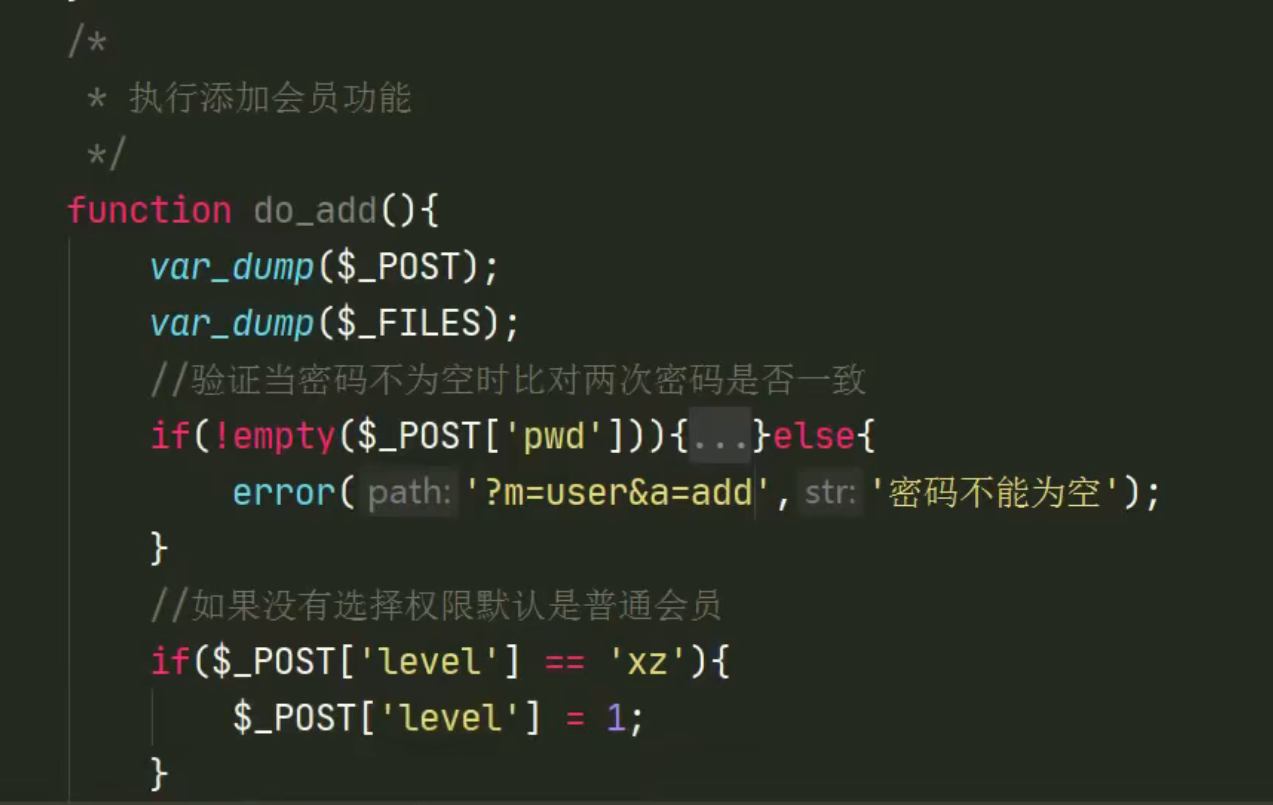 /*
* 执行添加会员功能
*/
function do_add(){
var_dump($_POST);
var_dump($_FILES);
//验证当密码不为空时比对两次密码是否一致
if(!empty($_POST['pwd'])){...}else{
error( path: '?m=user&a=add', str: '密码不能为空');
}
//如果没有选择权限默认是普通会员
if($_POST['level'] == 'xz'){
$_POST['level'] = 1;
}